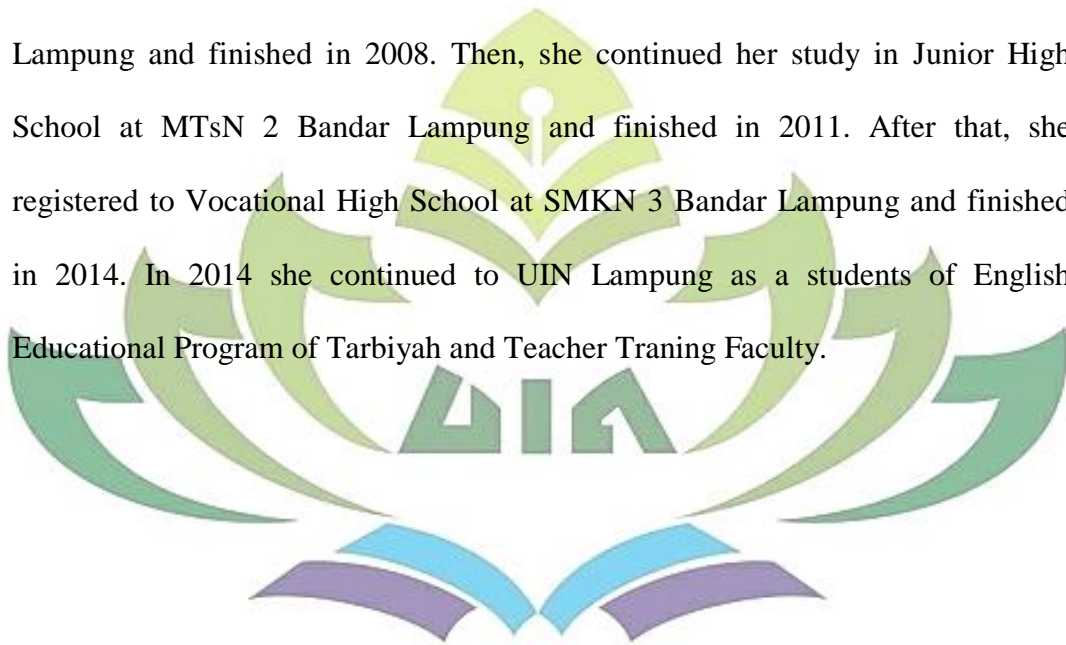 Lampung and finished in 2008. Then, she continued her study in Junior High
School at MTsN 2 Bandar Lampung and finished in 2011. After that, she
registered to Vocational High School at SMKN 3 Bandar Lampung and finished
in 2014. In 2014 she continued to UIN Lampung as a students of English
Educational Program of Tarbiyah and Teacher Traning Faculty.
UIN